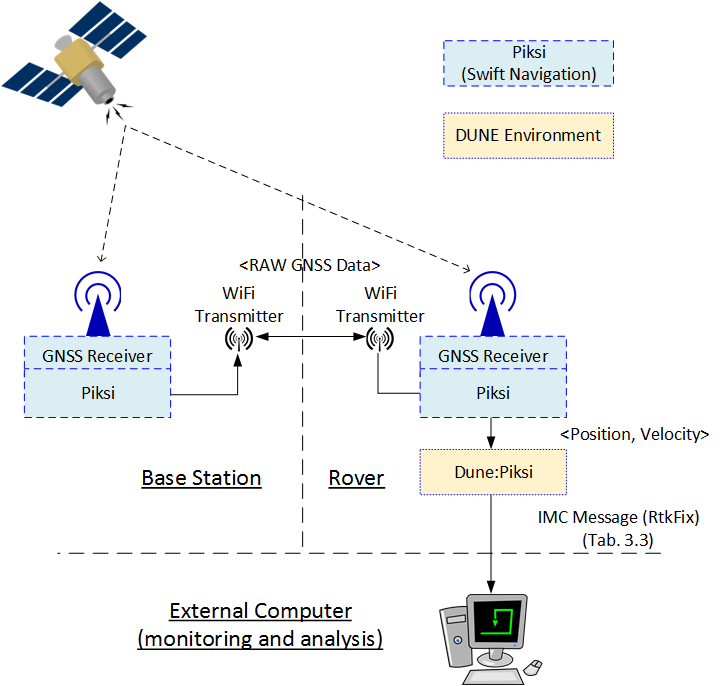 Piksi
(Swift Navigation)
DUNE Environment
<RAW GNSS Data>
WiFi
Transmitter
WiFi
Transmitter
GNSS Receiver
Piksi
GNSS Receiver
Piksi
<Position, Velocity>
Base Station
Rover
Dune:Piksi
IMC Message (RtkFix)
(Tab. 3.3)
External Computer
(monitoring and analysis)